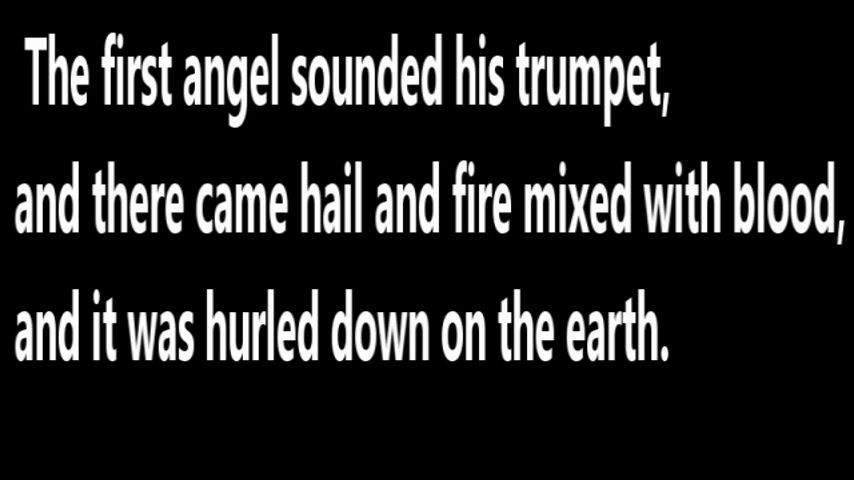 The first angel sounded his trumpet,
and there came hail and fire mixed with blood,
and it was hurled down on the earth.